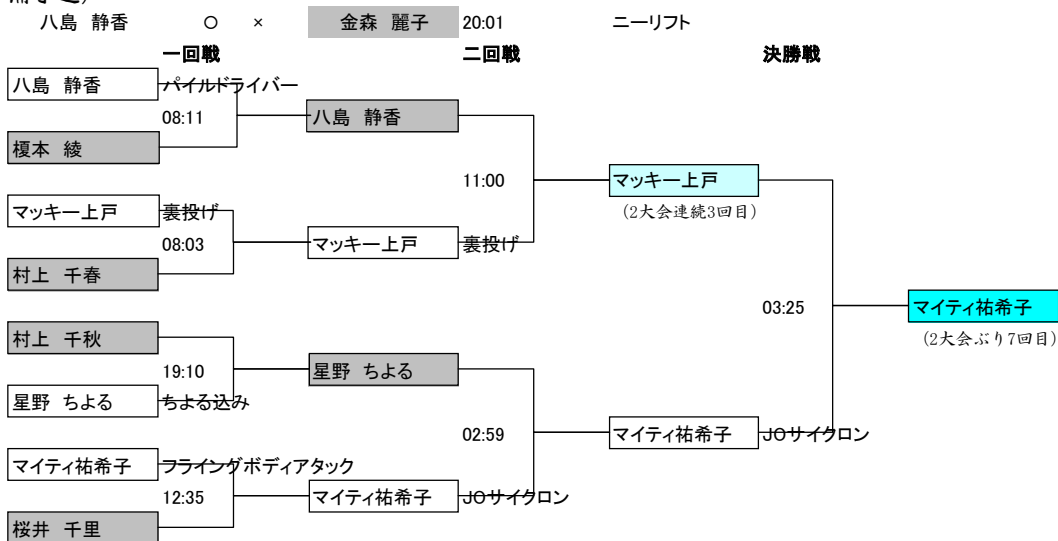 八島 静香 ○ × 金森 麗子 20:01 ニーリフト
一回戦 二回戦 決勝戦
八島 静香 パイルドライバー
08:11 八島 静香
榎本 綾
11:00 マッキー上戸
マッキー上戸 裏投げ (2大会連続3回目)
08:03 マッキー上戸 裏投げ
村上 千春
03:25 マイティ祐希子
村上 千秋 (2大会ぶり7回目)
19:10 星野 ちよる
星野 ちよる ちよる込み
02:59 マイティ祐希子 JOサイクロン
マイティ祐希子 フライングボディアタック
12:35 マイティ祐希子 JOサイクロン
桜井 千里